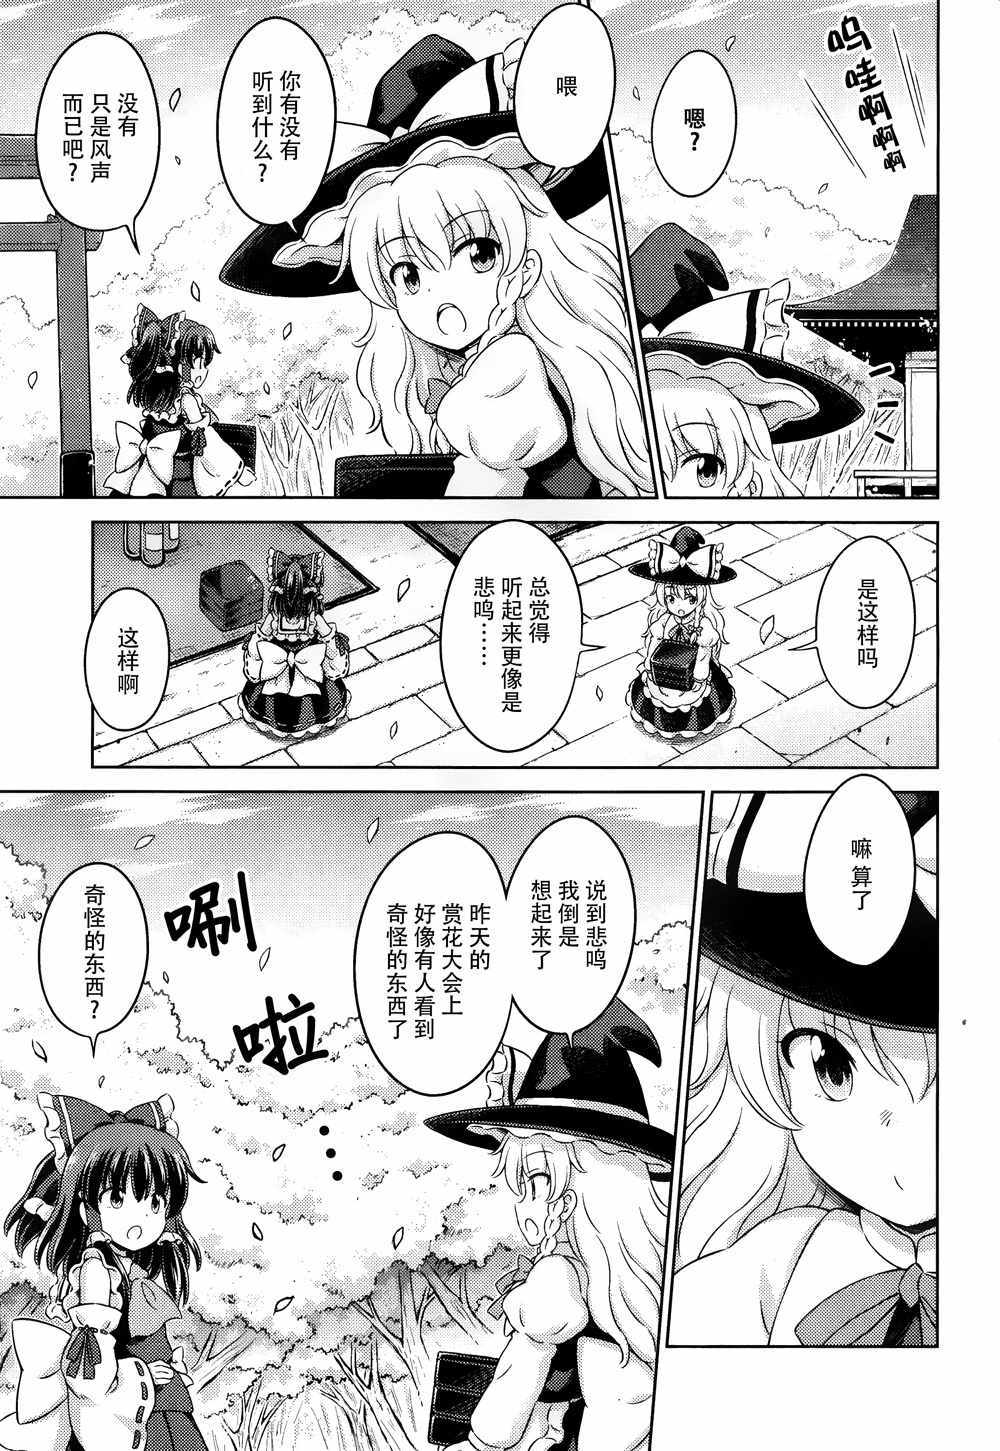 呜哇啊啊啊
嗯？
喂
你有没有
听到什么？
没有
只是风声
而已吧？
是这样吗
总觉得
听起来更像是
悲鸣……
这样啊
嘛算了
说到悲鸣
我倒是
想起来了
昨天的
赏花大会上
好像有人看到
奇怪的东西了
唰
啦
…
奇怪的东西？